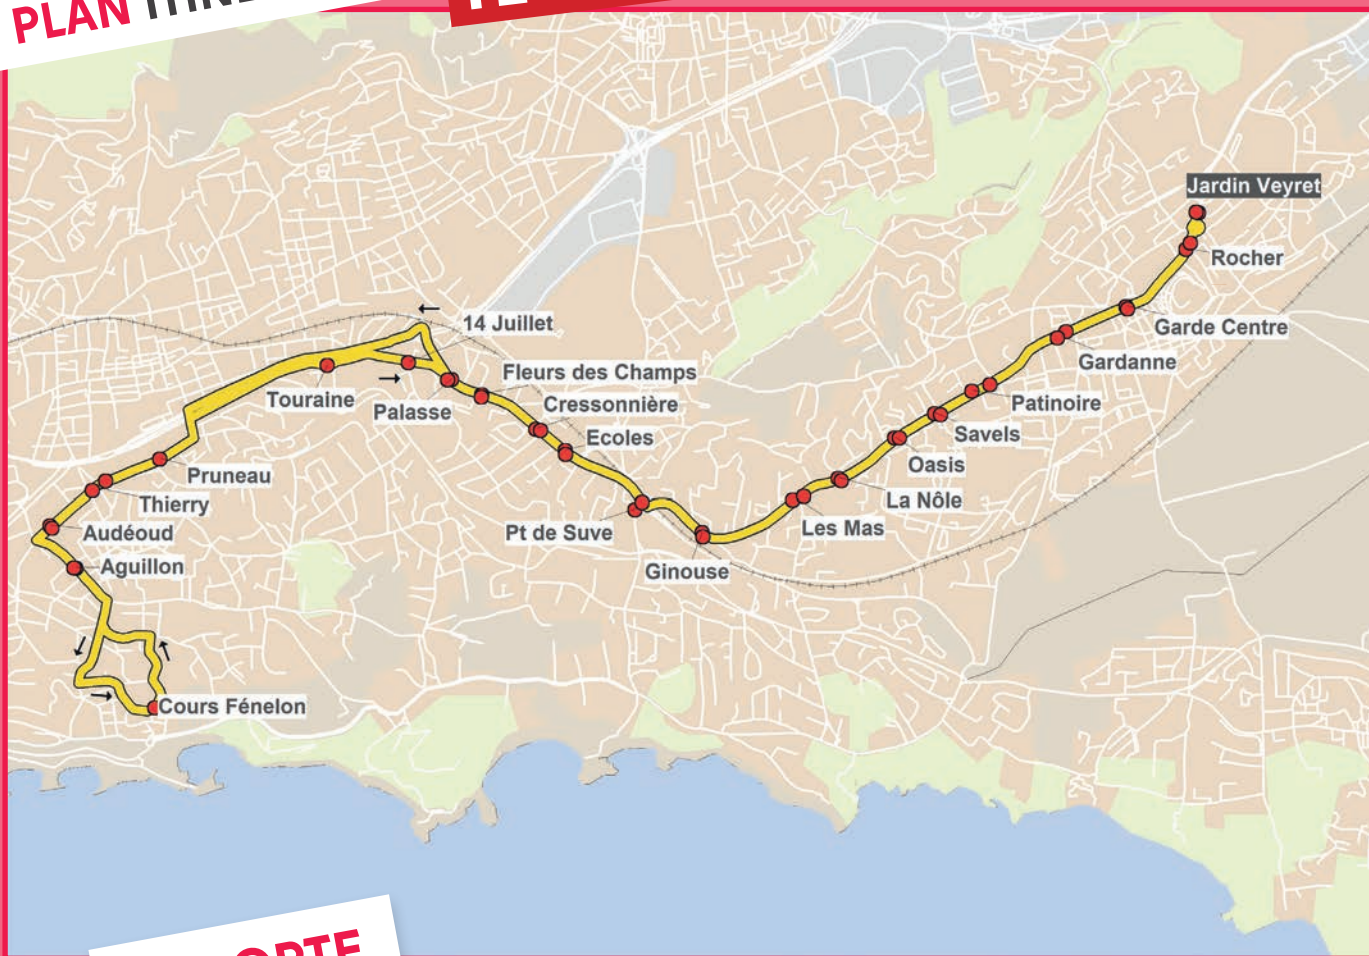 PLAN
Jardin Veyret
Rocher
14 Juillet
Garde Centre
Gardanne
Fleurs des Champs
Touraine
Palasse
Cressonnière
Patinoire
Ecoles
Savels
Oasis
Pruneau
La Nôle
Thierry
Les Mas
Audéoud
Pt de Suve
Aguillon
Ginouse
Cours Fénelon